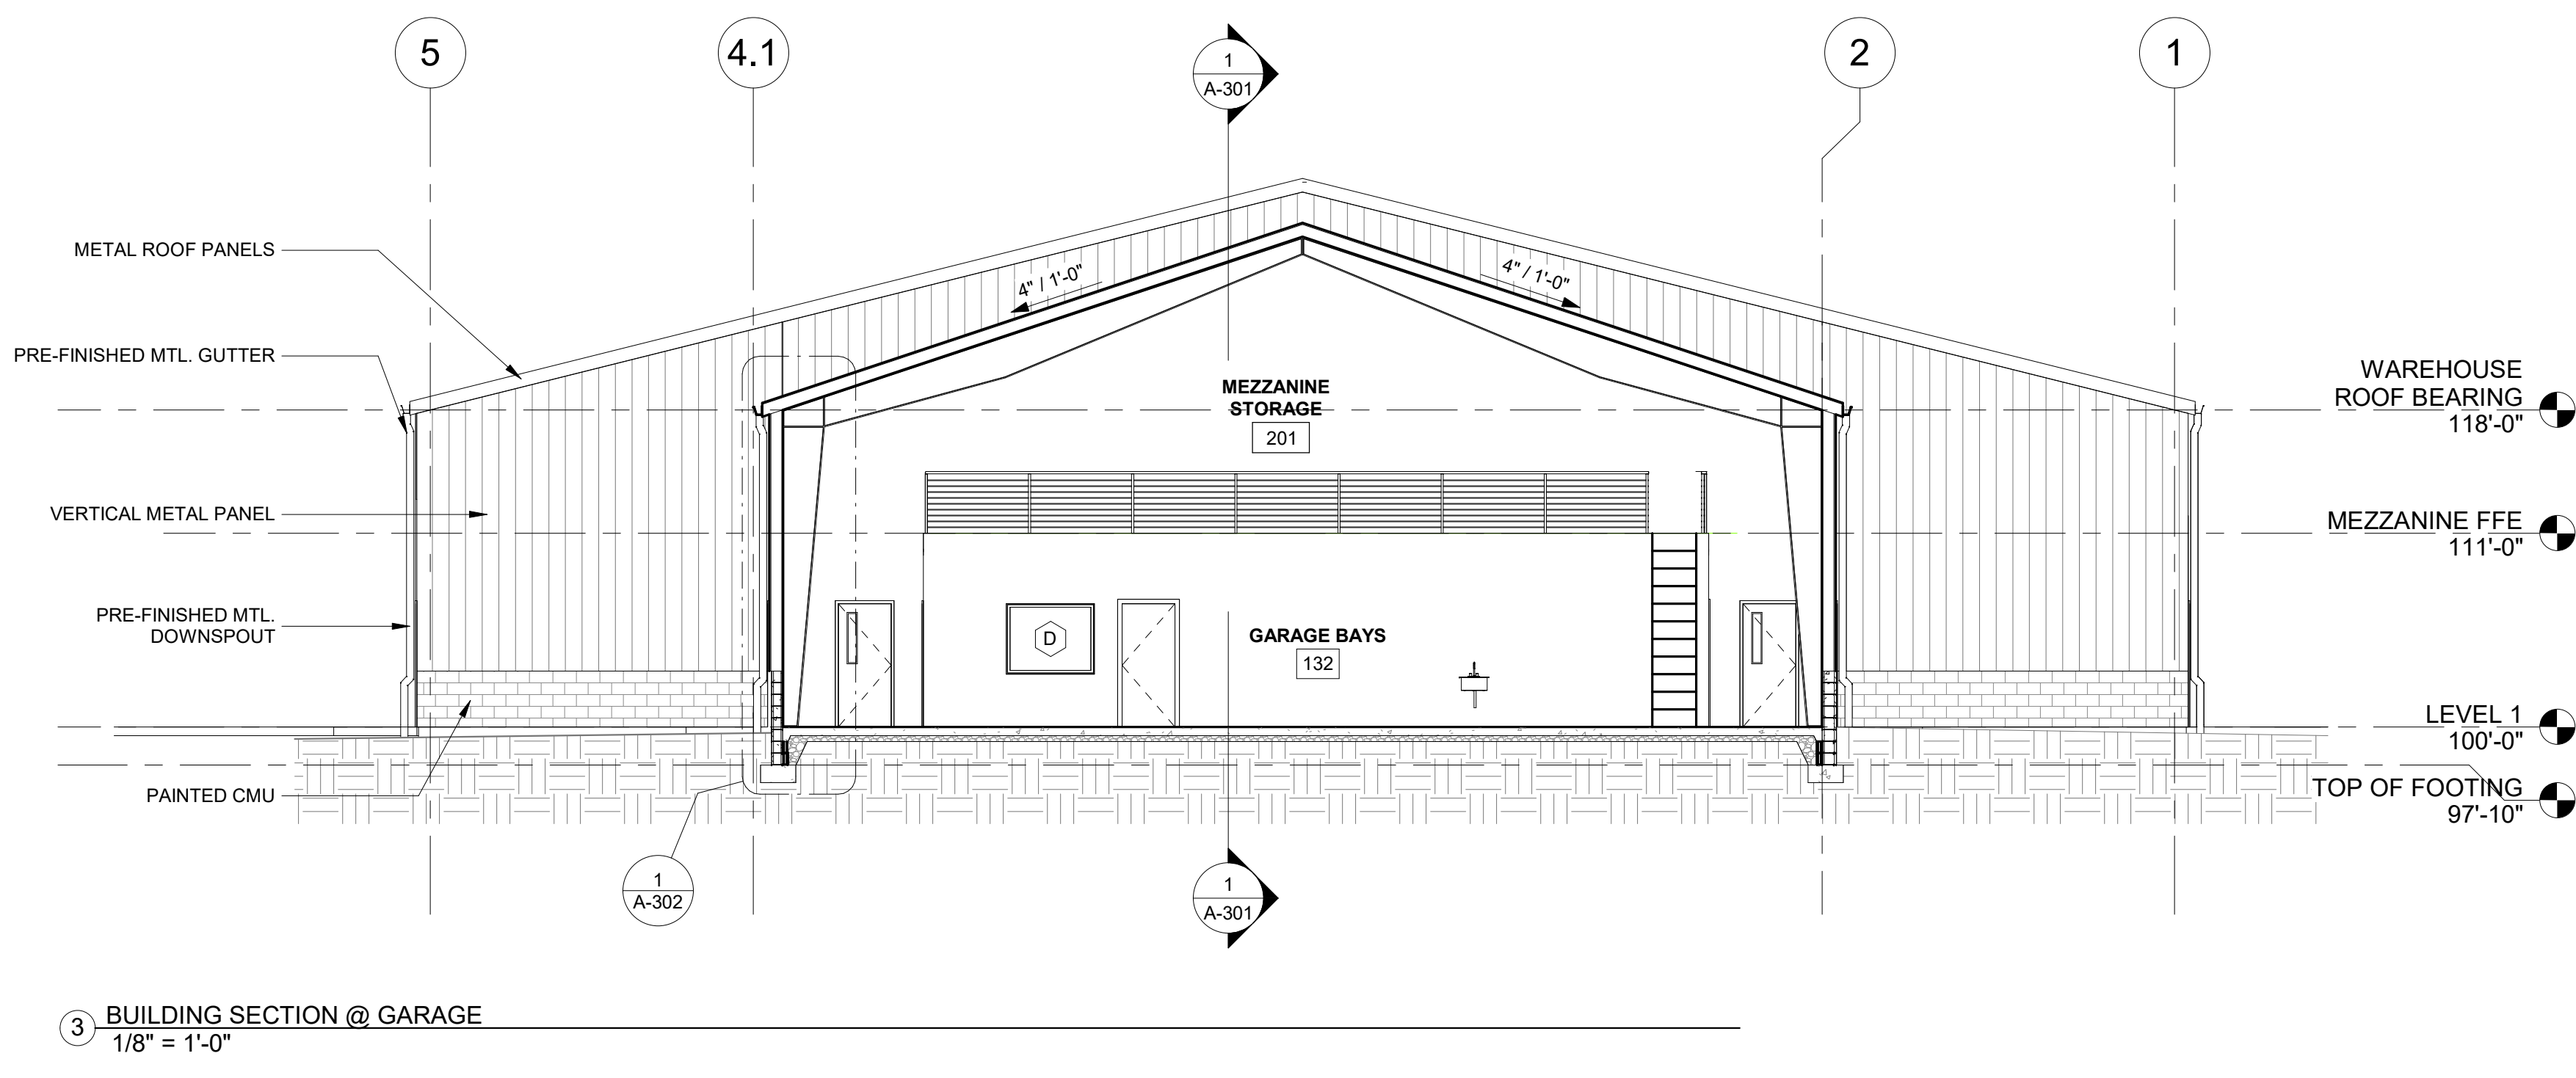 5
4.1
1
A-301
2
1
METAL ROOF PANELS
4" / 1'-0"
4" / 1'-0"
PRE-FINISHED MTL. GUTTER
MEZZANINE
STORAGE
201
WAREHOUSE
ROOF BEARING
118'-0"
VERTICAL METAL PANEL
MEZZANINE FFE
111'-0"
PRE-FINISHED MTL.
DOWNSPOUT
D
GARAGE BAYS
132
LEVEL 1
100'-0"
PAINTED CMU
TOP OF FOOTING
97'-10"
1
A-302
1
A-301
3
BUILDING SECTION @ GARAGE
1/8" = 1'-0"